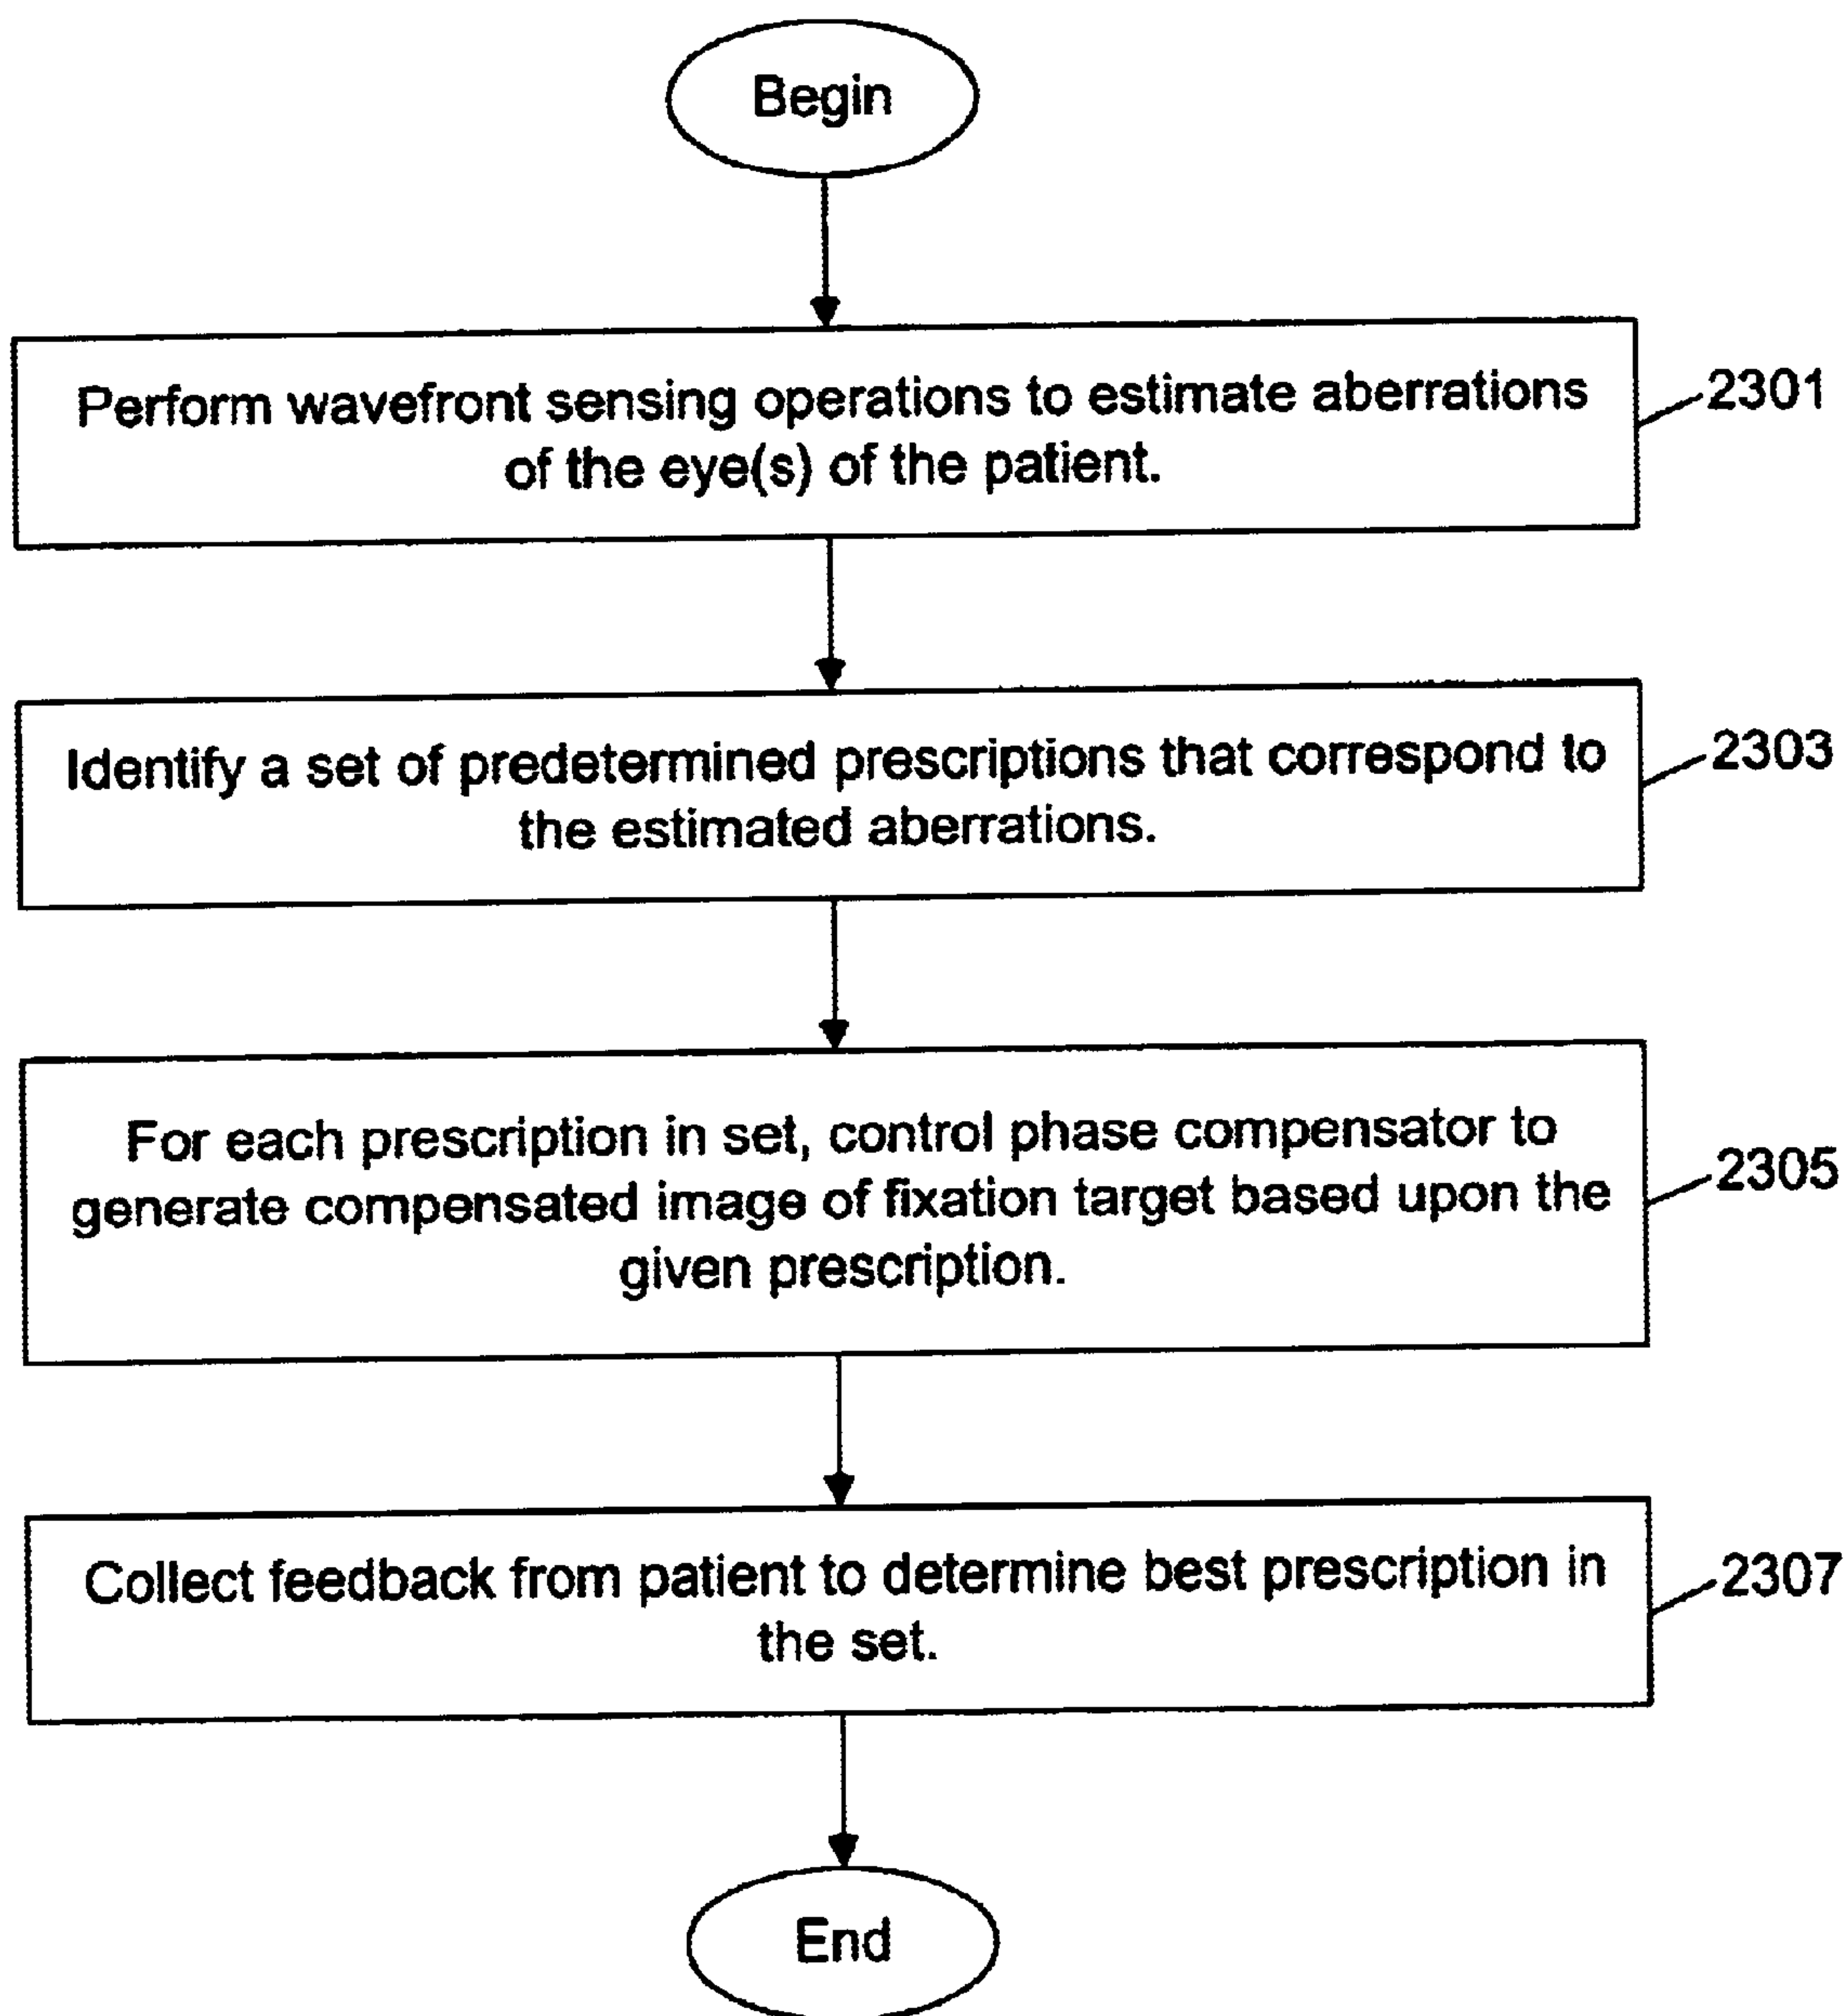 Begin
Perform wavefront sensing operations to estimate aberrations
of the eye(s) of the patient.
2301
Identify a set of predetermined prescriptions that correspond to
the estimated aberrations.
2303
For each prescription in set, control phase compensator to
generate compensated image of fixation target based upon the
given prescription.
2305
Collect feedback from patient to determine best prescription in
the set.
2307
End